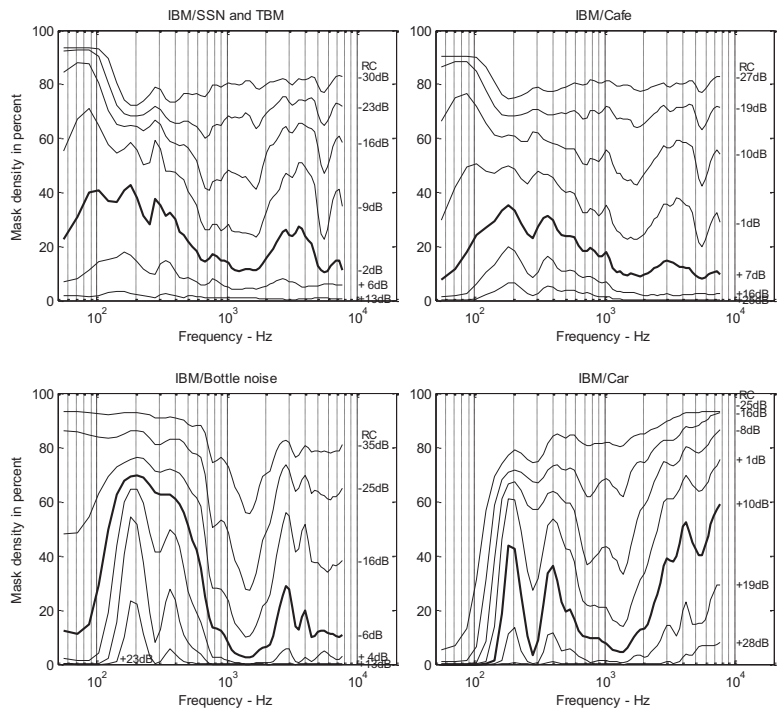 IBM/SSN and TBM
Mask density in percent
100
80
60
40
20
0
RC
-30dB
-23dB
-16dB
-9dB
-2dB
+ 6dB
+13dB
10^2
10^3
10^4
Frequency - Hz
IBM/Cafe
100
80
60
40
20
0
RC
-27dB
-19dB
-10dB
-1dB
+ 7dB
+16dB
10^2
10^3
10^4
Frequency - Hz
IBM/Bottle noise
Mask density in percent
100
80
60
40
20
0
RC
-35dB
-25dB
-16dB
-6dB
+ 4dB
+23dB
10^2
10^3
10^4
Frequency - Hz
IBM/Car
100
80
60
40
20
0
RC
-25dB
-16dB
-8dB
+ 1dB
+10dB
+19dB
+28dB
10^2
10^3
10^4
Frequency - Hz